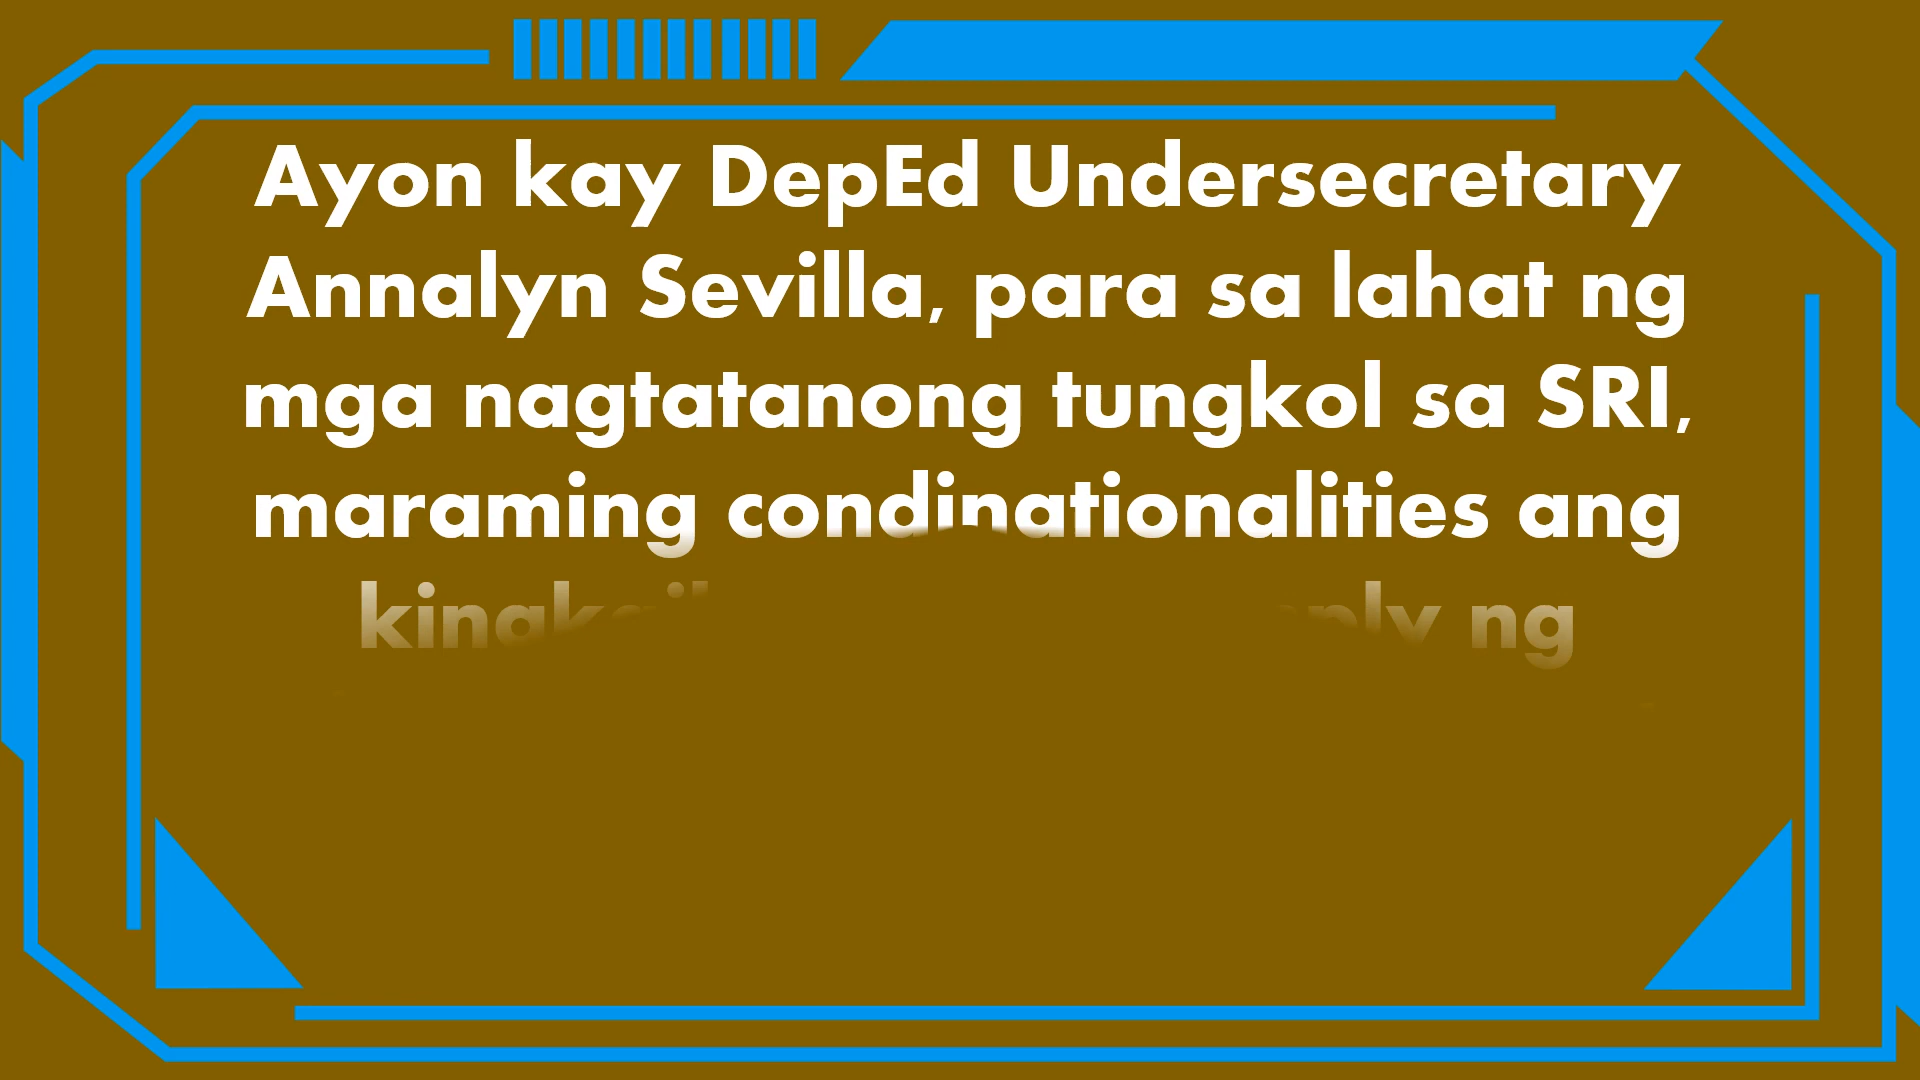 Ayon kay DepEd Undersecretary
Annalyn Sevilla, para sa lahat ng
mga nagtatanong tungkol sa SRI,
maraming condinationalities ang
ng